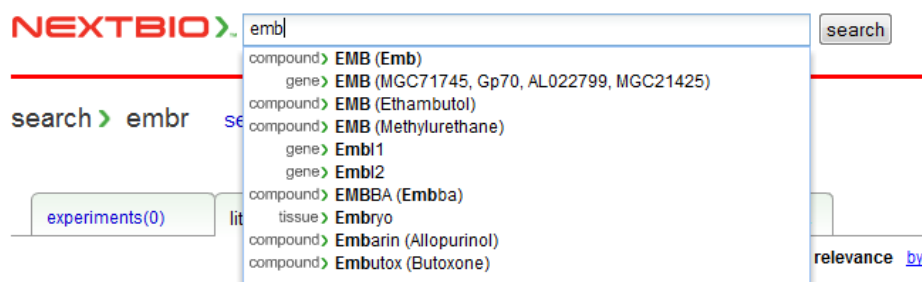 NEXTBIO emb search
compound› EMB (Emb)
gene› EMB (MGC71745, Gp70, AL022799, MGC21425)
compound› EMB (Ethambutol)
search › embr
compound› EMB (Methylurethane)
gene› Embl1
gene› Embl2
compound› EMBBA (Embba)
experiments(0)
tissue› Embryo
compound› Embarin (Allopurinol)
compound› Embutox (Butoxone)
relevance by